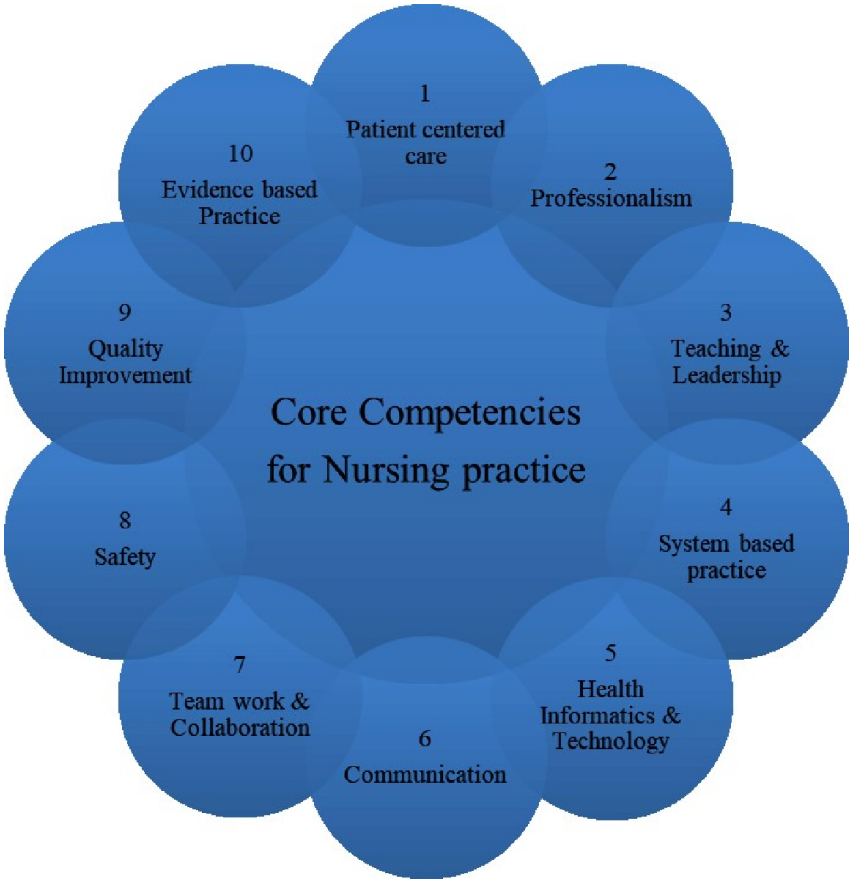 1
Patient centered
care
2
Professionalism
3
Teaching &
Leadership
4
System based
practice
5
Health
Informatics &
Technology
6
Communication
7
Team work &
Collaboration
8
Safety
9
Quality
Improvement
10
Evidence based
Practice
Core Competencies
for Nursing practice